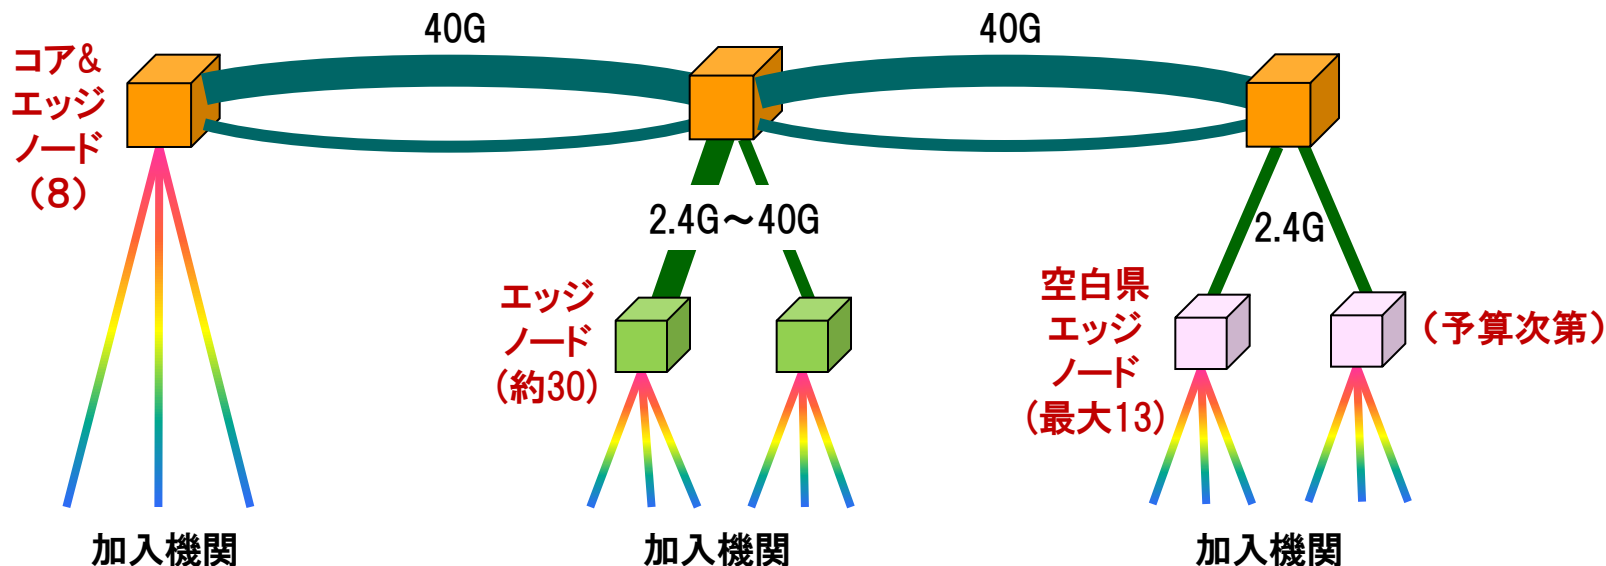 40G
40G
コア&
エッジ
ノード
（8）
2.4G～40G
2.4G
エッジ
ノード
（約30）
空白県
エッジ
ノード
（最大13）
（予算次第）
加入機関
加入機関
加入機関